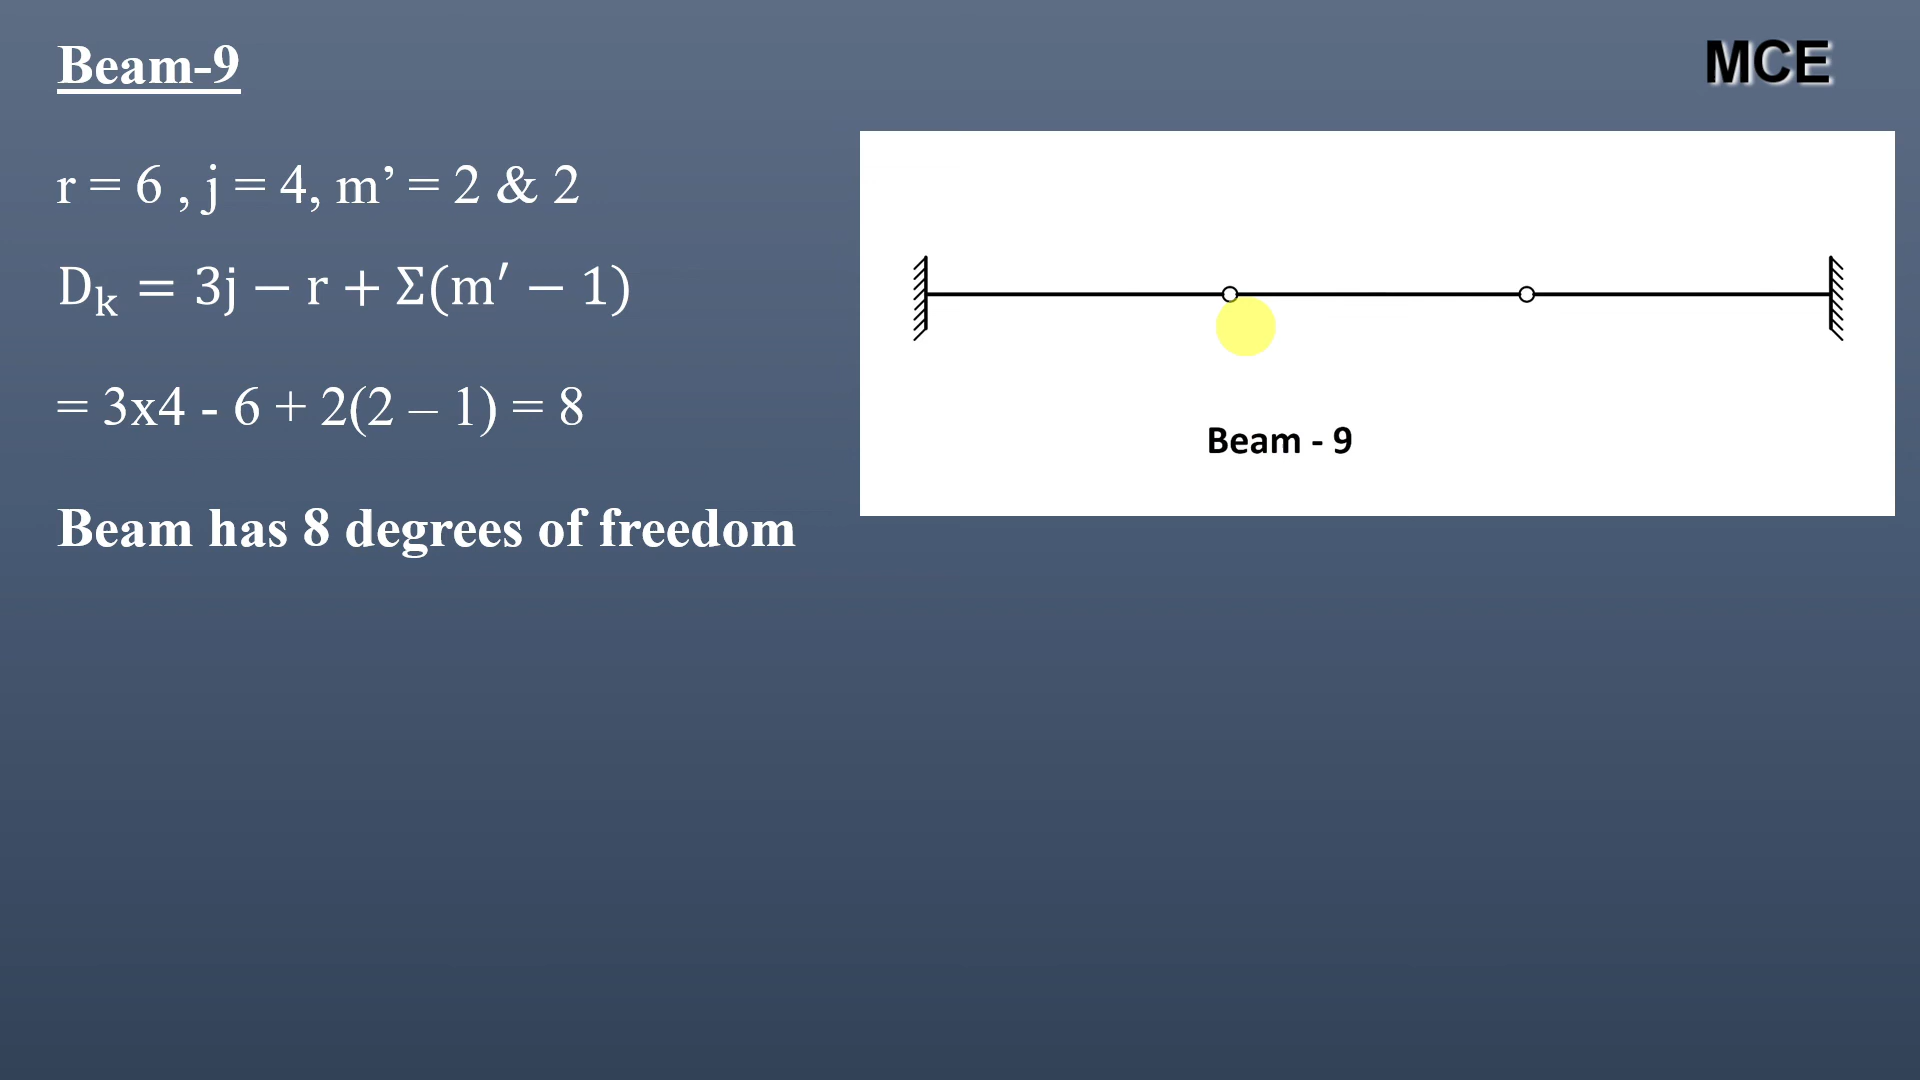 Beam-9
MCE
r = 6 , j = 4, m’ = 2 & 2
Dₖ = 3j − r + Σ(m′ − 1)
= 3x4 - 6 + 2(2 – 1) = 8
Beam has 8 degrees of freedom
Beam - 9